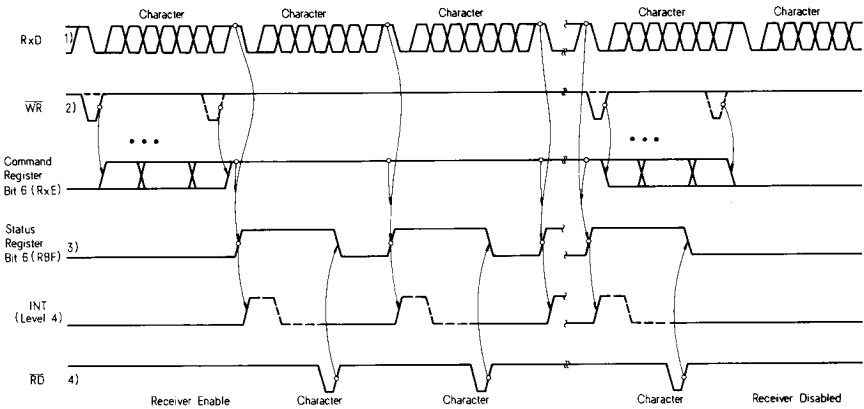 Character Character Character Character Character
RxD 1)
WR 2)
Command
Register
Bit 6 (RxE)
Status
Register 3)
Bit 6 (RBF)
INT
(Level 4)
RD 4)
Receiver Enable Character Character Character Receiver Disabled